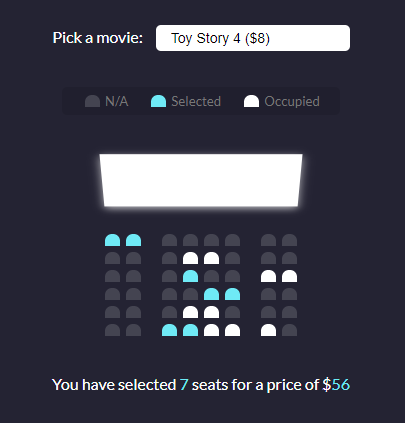 Pick a movie: Toy Story 4 ($8)
N/A Selected Occupied
You have selected 7 seats for a price of $56